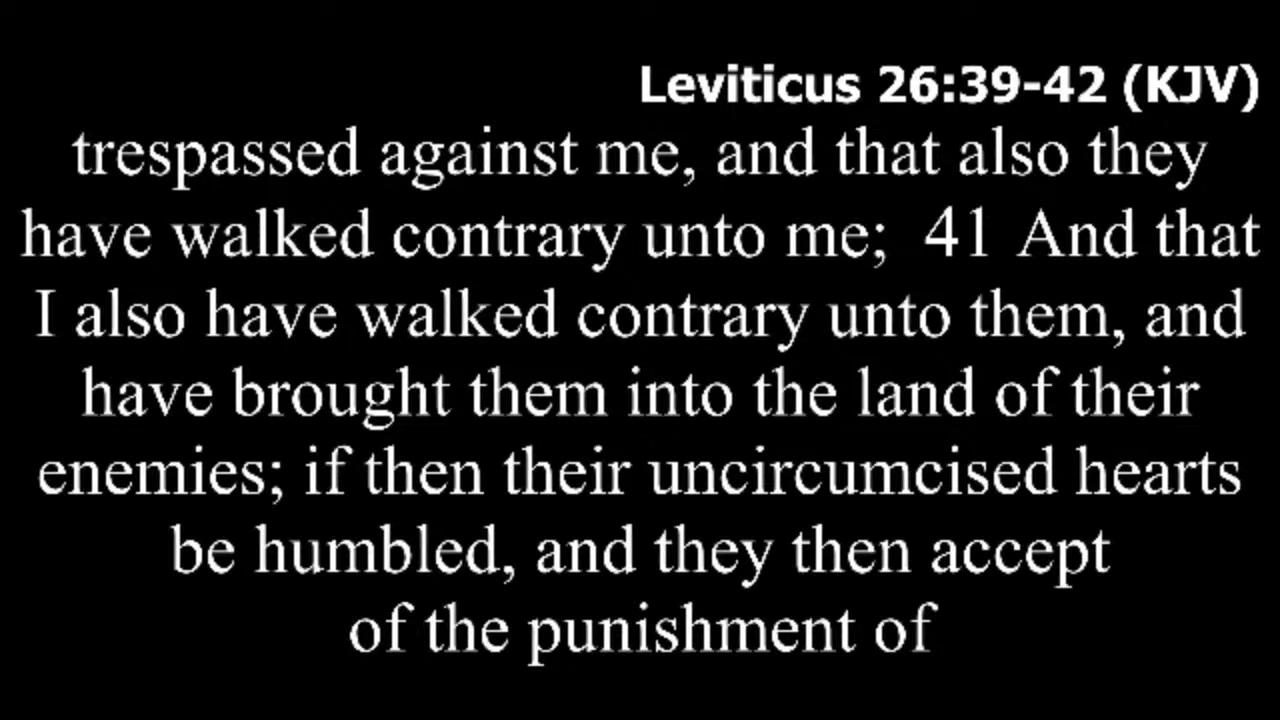 Leviticus 26:39-42 (KJV)
trespassed against me, and that also they
have walked contrary unto me;  41 And that
I also have walked contrary unto them, and
have brought them into the land of their
enemies; if then their uncircumcised hearts
be humbled, and they then accept
of the punishment of